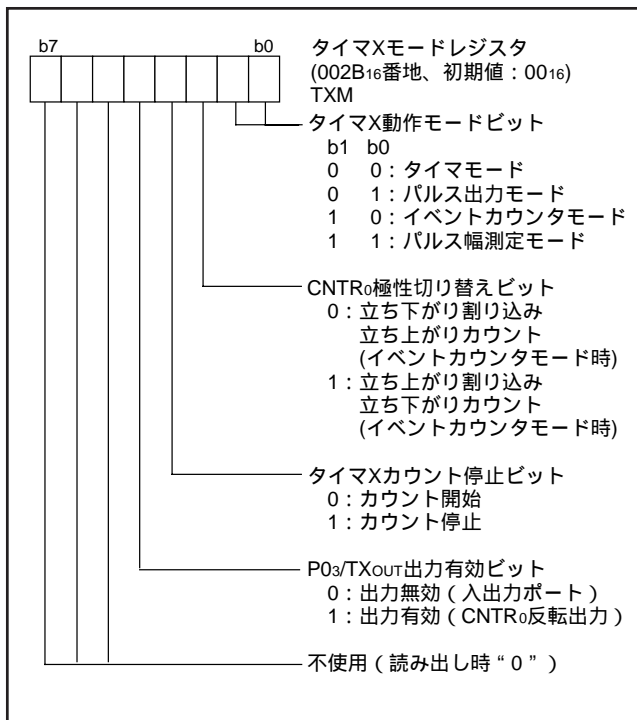 b7 b0
タイマXモードレジスタ
(002B16番地、初期値：0016)
TXM
タイマX動作モードビット
b1 b0
0 0：タイマモード
0 1：パルス出力モード
1 0：イベントカウンタモード
1 1：パルス幅測定モード
CNTR0極性切り替えビット
0：立ち下がり割り込み
立ち上がりカウント
(イベントカウンタモード時)
1：立ち上がり割り込み
立ち下がりカウント
(イベントカウンタモード時)
タイマXカウント停止ビット
0：カウント開始
1：カウント停止
P03/TXOUT出力有効ビット
0：出力無効（入出力ポート）
1：出力有効（CNTR0反転出力）
不使用（読み出し時“0”）